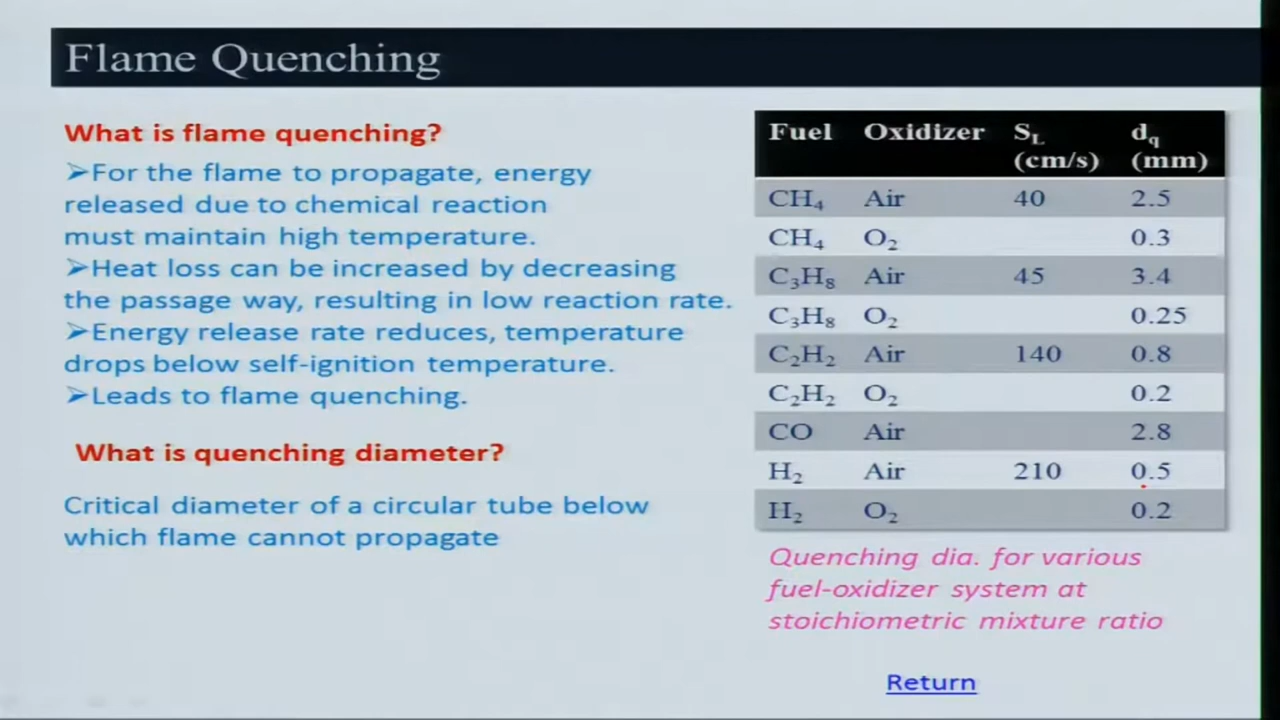 Flame Quenching
What is flame quenching?
➢For the flame to propagate, energy
released due to chemical reaction
must maintain high temperature.
➢Heat loss can be increased by decreasing
the passage way, resulting in low reaction rate.
➢Energy release rate reduces, temperature
drops below self-ignition temperature.
➢Leads to flame quenching.
What is quenching diameter?
Critical diameter of a circular tube below
which flame cannot propagate
Fuel Oxidizer S_L (cm/s) d_q (mm)
CH₄ Air 40 2.5
CH₄ O₂ 0.3
C₃H₈ Air 45 3.4
C₃H₈ O₂ 0.25
C₂H₂ Air 140 0.8
C₂H₂ O₂ 0.2
CO Air 2.8
H₂ Air 210 0.5
H₂ O₂ 0.2
Quenching dia. for various
fuel-oxidizer system at
stoichiometric mixture ratio
Return